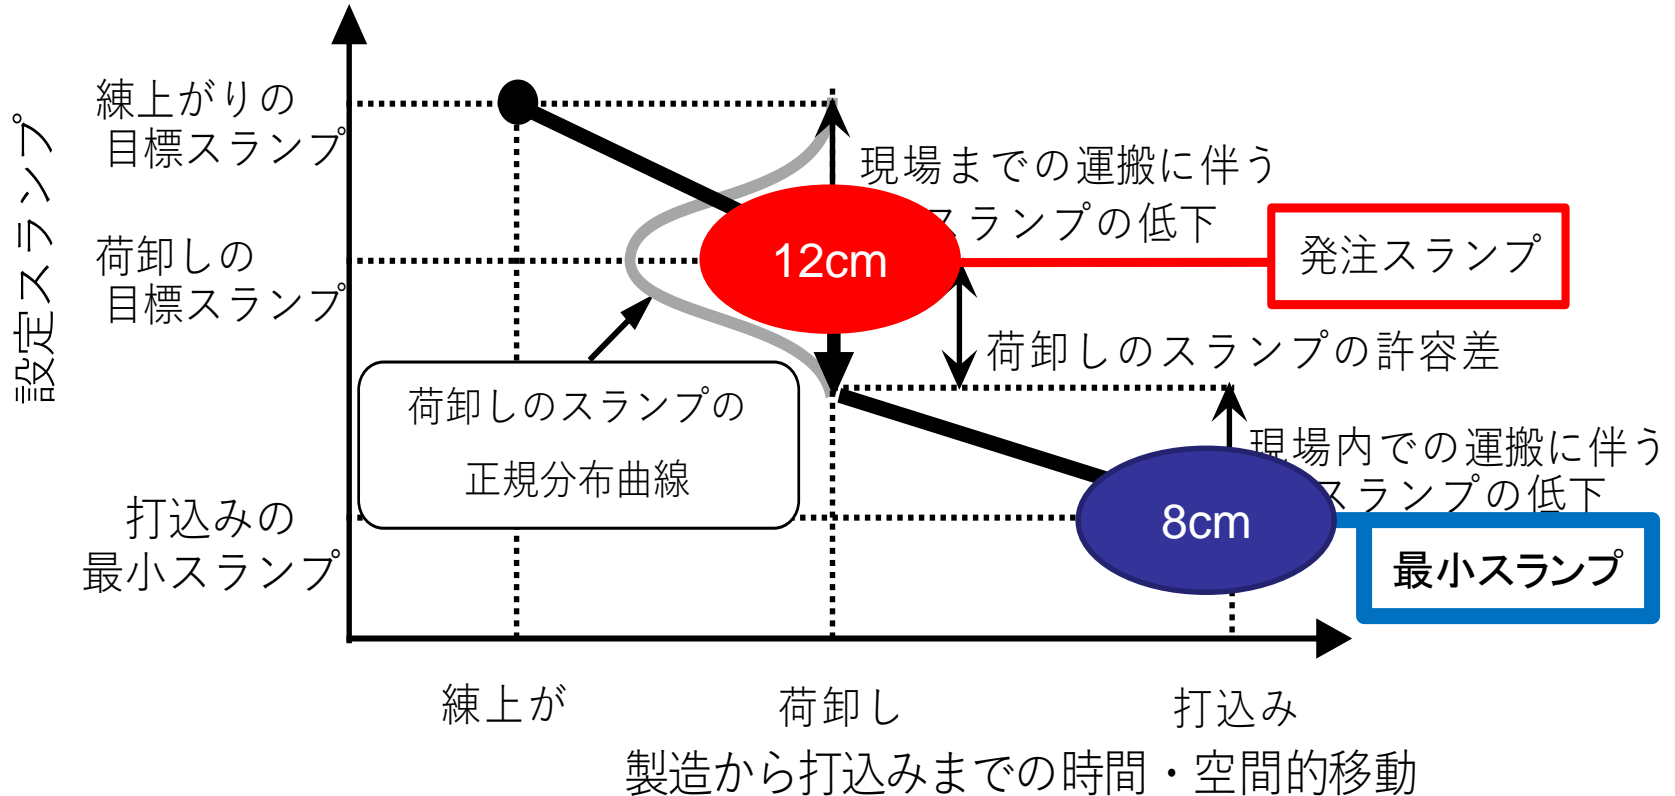 設定スランプ
練上がりの
目標スランプ
荷卸しの
目標スランプ
打込みの
最小スランプ
現場までの運搬に伴う
スランプの低下
12cm
発注スランプ
荷卸しのスランプの許容差
荷卸しのスランプの
正規分布曲線
現場内での運搬に伴う
スランプの低下
8cm
最小スランプ
練上が
荷卸し
打込み
製造から打込みまでの時間・空間的移動